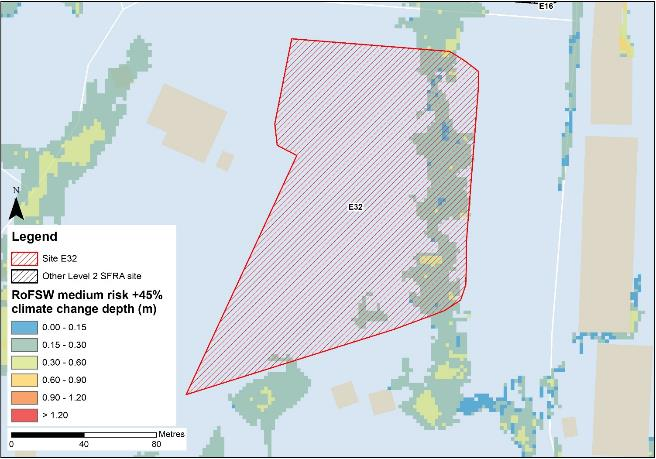 E16
E32
N
Legend
Site E32
Other Level 2 SFRA site
RoFSW medium risk +45%
climate change depth (m)
0.00 - 0.15
0.15 - 0.30
0.30 - 0.60
0.60 - 0.90
0.90 - 1.20
> 1.20
Metres
0 40 80